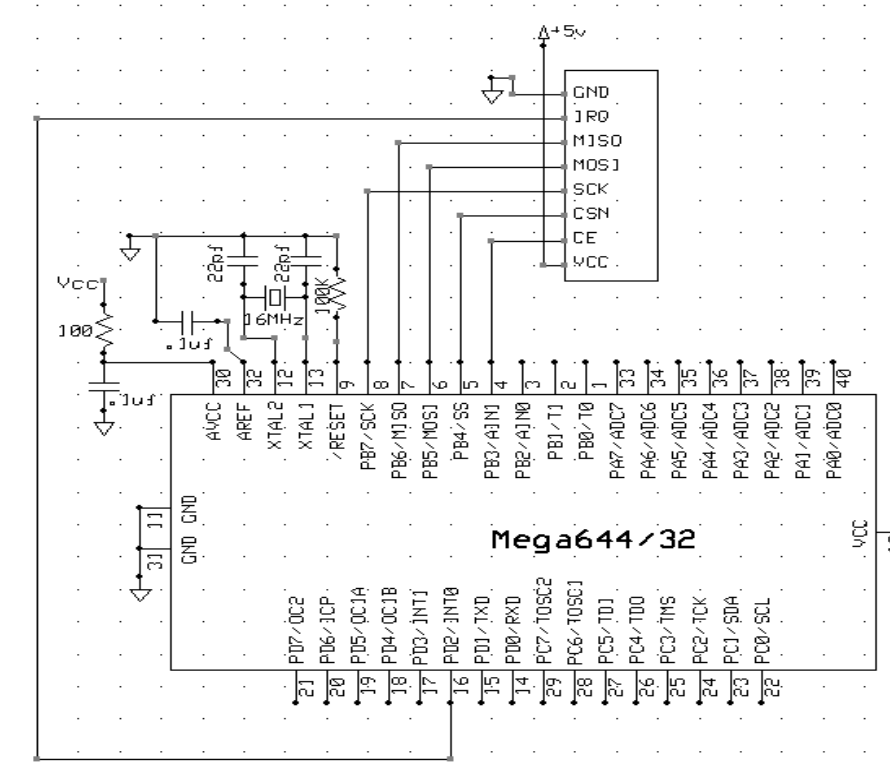 +5v
GND
IRQ
MISO
MOSI
SCK
CSN
CE
VCC
22pf
22pf
100K
Vcc
100
16MHz
.1uf
.1uf
30
32
12
13
9
8
7
6
5
4
3
2
1
33
34
35
36
37
38
39
40
AVCC
AREF
XTAL2
XTAL1
/RESET
PB7/SCK
PB6/MISO
PB5/MOSI
PB4/SS
PB3/AIN1
PB2/AIN0
PB1/T1
PB0/T0
PA7/ADC7
PA6/ADC6
PA5/ADC5
PA4/ADC4
PA3/ADC3
PA2/ADC2
PA1/ADC1
PA0/ADC0
11 GND
31 GND
Mega644/32
VCC
PD7/OC2
PD6/ICP
PD5/OC1A
PD4/OC1B
PD3/INT1
PD2/INT0
PD1/TXD
PD0/RXD
PC7/TOSC2
PC6/TOSC1
PC5/TDI
PC4/TDO
PC3/TMS
PC2/TCK
PC1/SDA
PC0/SCL
21
20
19
18
17
16
15
14
29
28
27
26
25
24
23
22